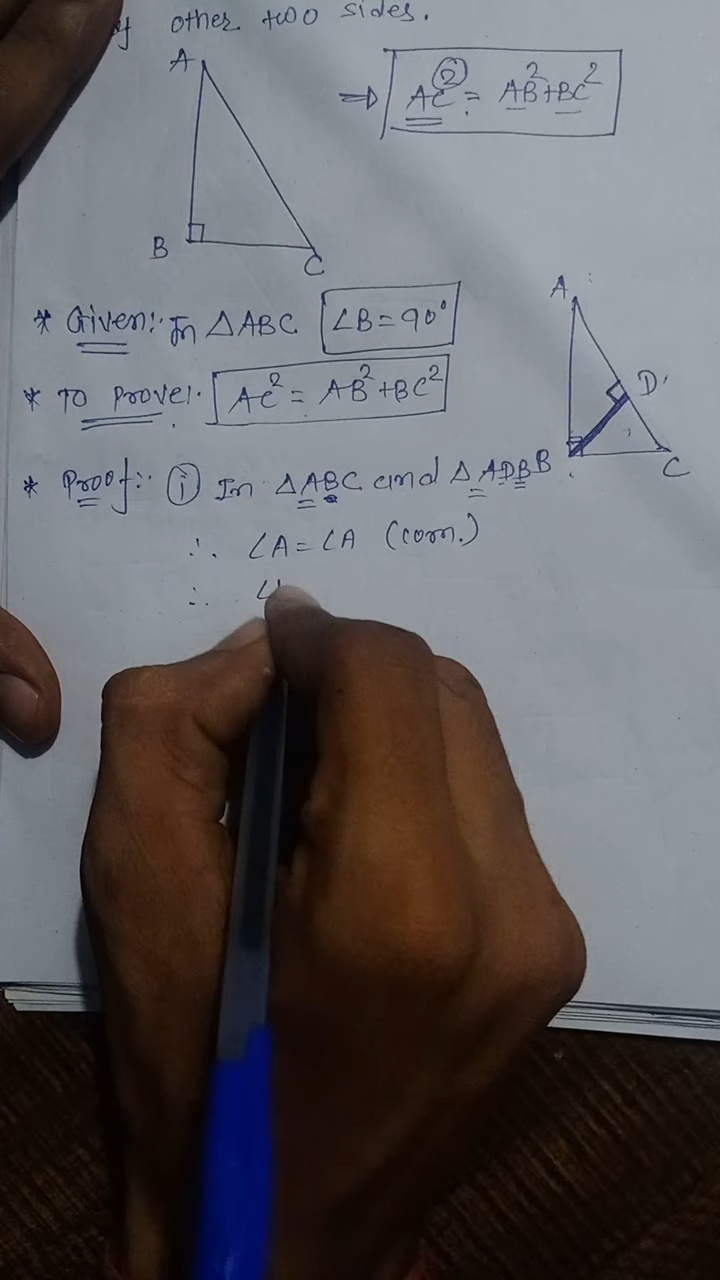 of other two sides.
A
B
C
⇒ AC² = AB²+BC²
* Given:- In △ABC ∠B=90°
* To Prove:- AC² = AB²+BC²
A
D
B
C
* Proof:- (i) In △ABC and △ADB
∴ ∠A=∠A (com.)
∴ ∠